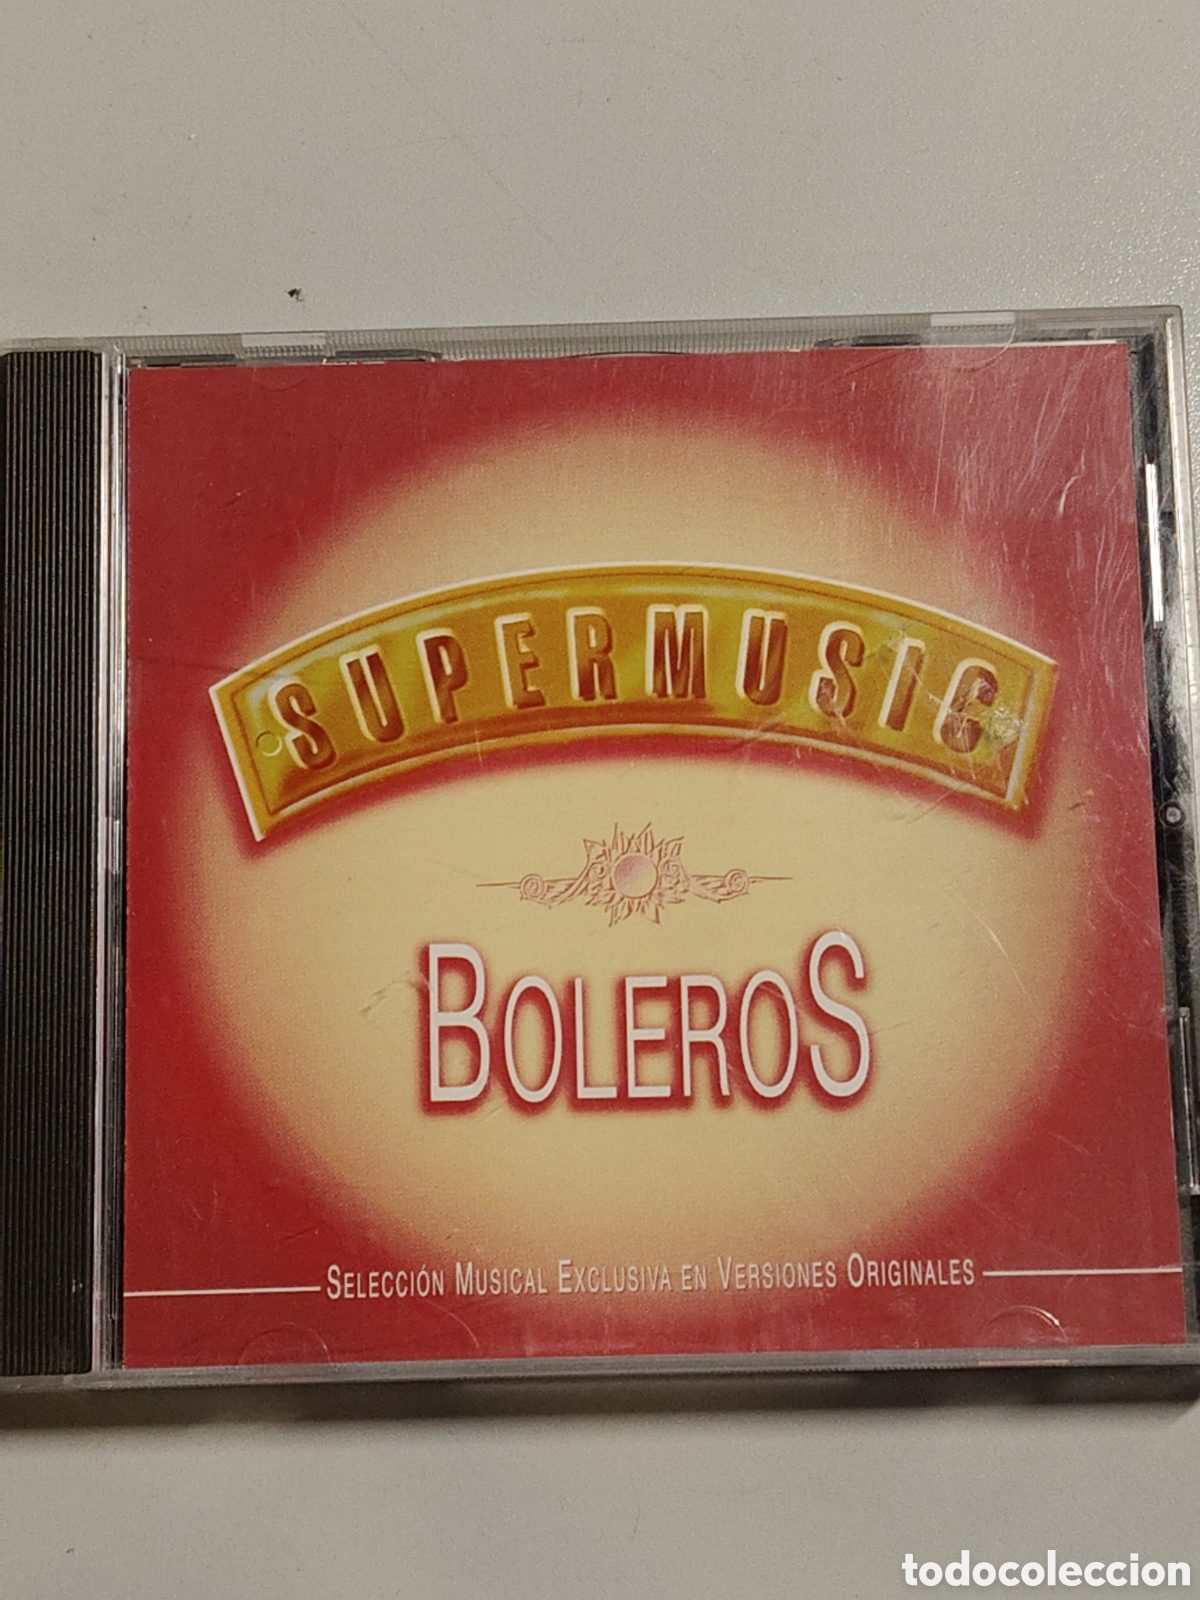 SUPERMUSIC
BOLEROS
SELECCIÓN MUSICAL EXCLUSIVA EN VERSIONES ORIGINALES
todocoleccion